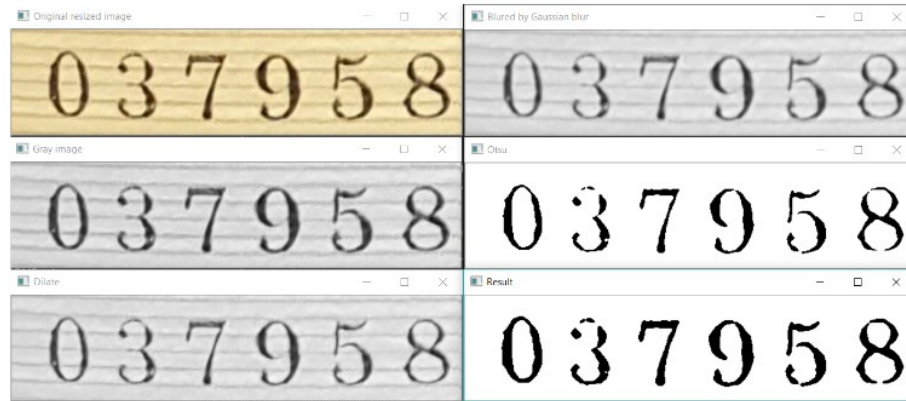 Original resized image
Blured by Gaussian blur
037958
037958
Gray image
Otsu
037958
037958
Dilate
Result
037958
037958